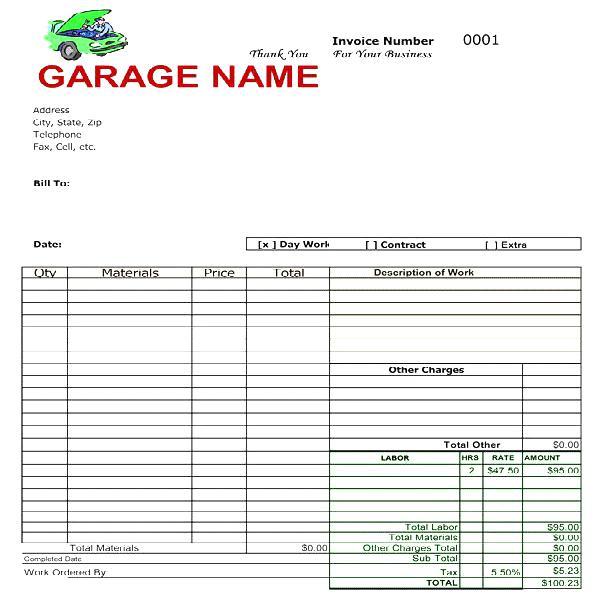 Invoice Number 0001
Thank You For Your Business
GARAGE NAME
Address
City, State, Zip
Telephone
Fax, Cell, etc.
Bill To:
Date: [x] Day Work [ ] Contract [ ] Extra
Qty Materials Price Total Description of Work
Other Charges
Total Other $0.00
LABOR HRS RATE AMOUNT
2 $47.50 $95.00
Total Labor $95.00
Total Materials $0.00
Total Materials $0.00 Other Charges Total $0.00
Completed Date Sub Total $95.00
Work Ordered By Tax 5.50% $5.23
TOTAL $100.23